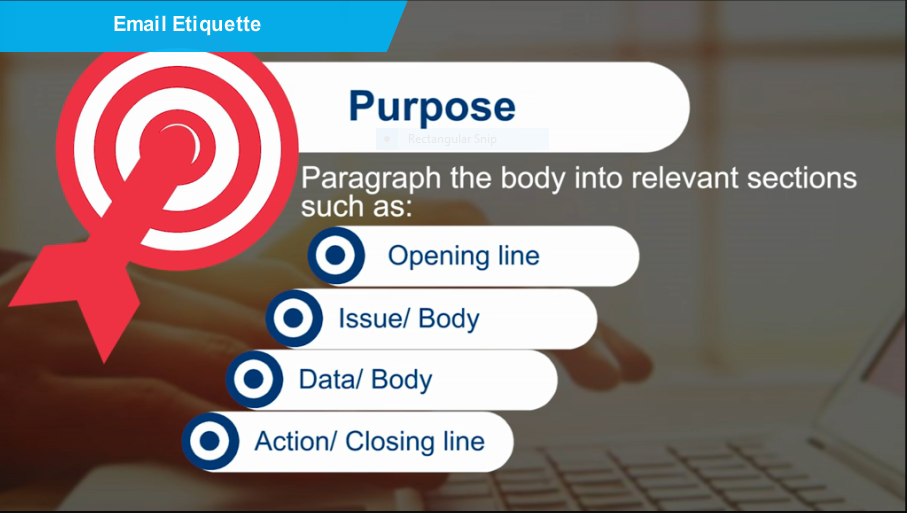 Email Etiquette
Purpose
Rectangular Snip
Paragraph the body into relevant sections
such as:
Opening line
Issue/ Body
Data/ Body
Action/ Closing line